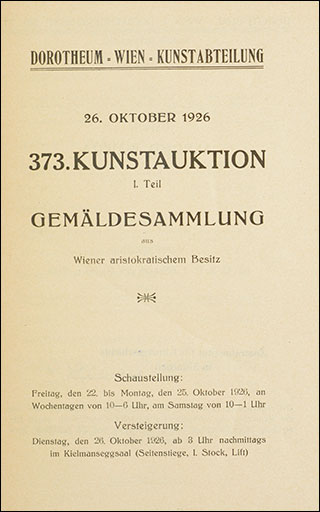 DOROTHEUM - WIEN - KUNSTABTEILUNG
26. OKTOBER 1926
373. KUNSTAUKTION
I. Teil
GEMÄLDESAMMLUNG
aus
Wiener aristokratischem Besitz
Schaustellung:
Freitag, den 22. bis Montag, den 25. Oktober 1926, an
Wochentagen von 10—6 Uhr, am Samstag von 10—1 Uhr
Versteigerung:
Dienstag, den 26. Oktober 1926, ab 3 Uhr nachmittags
im Kielmanseggsaal (Seitenstiege, I. Stock, Lift)